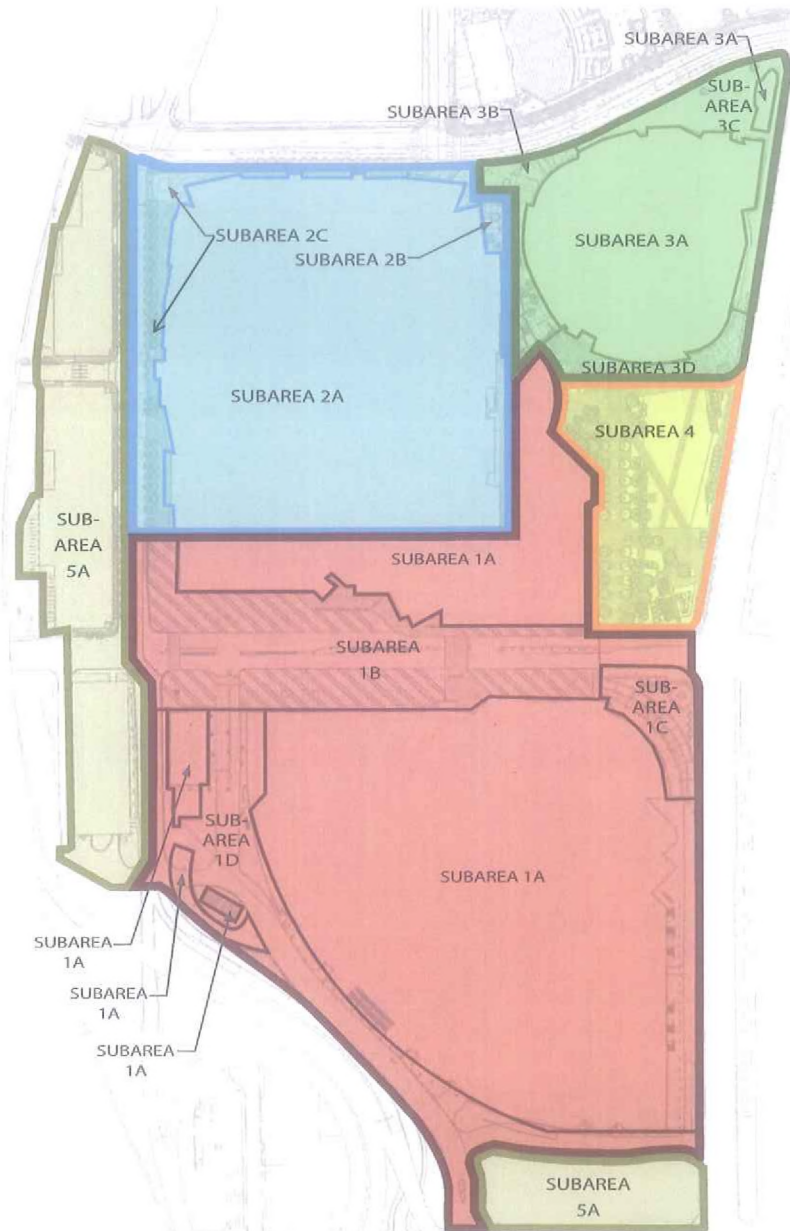 SUBAREA 3A
SUB-
AREA
3C
SUBAREA 3B
SUBAREA 2C
SUBAREA 2B
SUBAREA 3A
SUBAREA 3D
SUBAREA 2A
SUBAREA 4
SUB-
AREA
5A
SUBAREA 1A
SUBAREA
1B
SUB-
AREA
1C
SUB-
AREA
1D
SUBAREA 1A
SUBAREA
1A
SUBAREA
1A
SUBAREA
1A
SUBAREA
5A